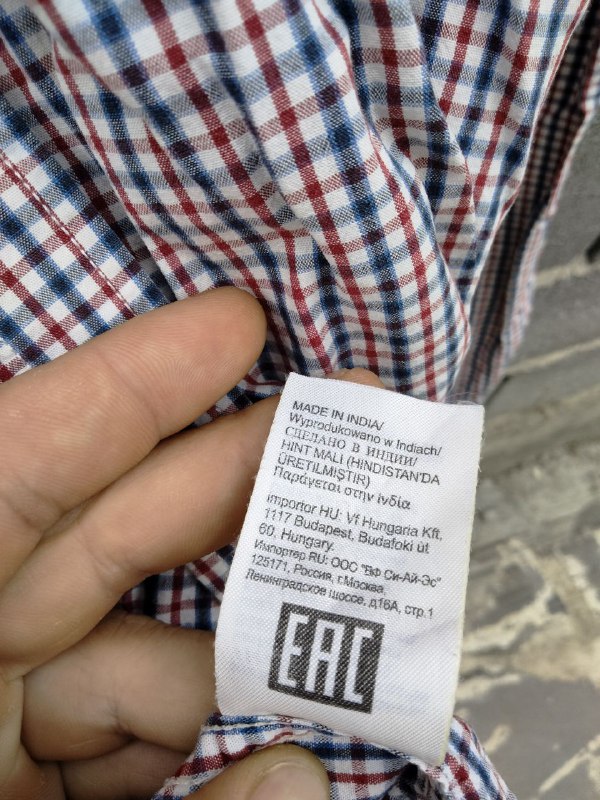 MADE IN INDIA/
Wyprodukowano w Indiach/
СДЕЛАНО В ИНДИИ/
HINT MALI (HINDISTAN'DA
ÜRETILMIŞTIR)
Παράγεται στην Ινδία
importor HU: Vf Hungaria Kft,
1117 Budapest, Budafoki út
60, Hungary.
Импортер RU: ООО "Вф Си-Ай-Эс"
125171, Россия, г.Москва,
Ленинградское шоссе, д16А, стр.1
EAC